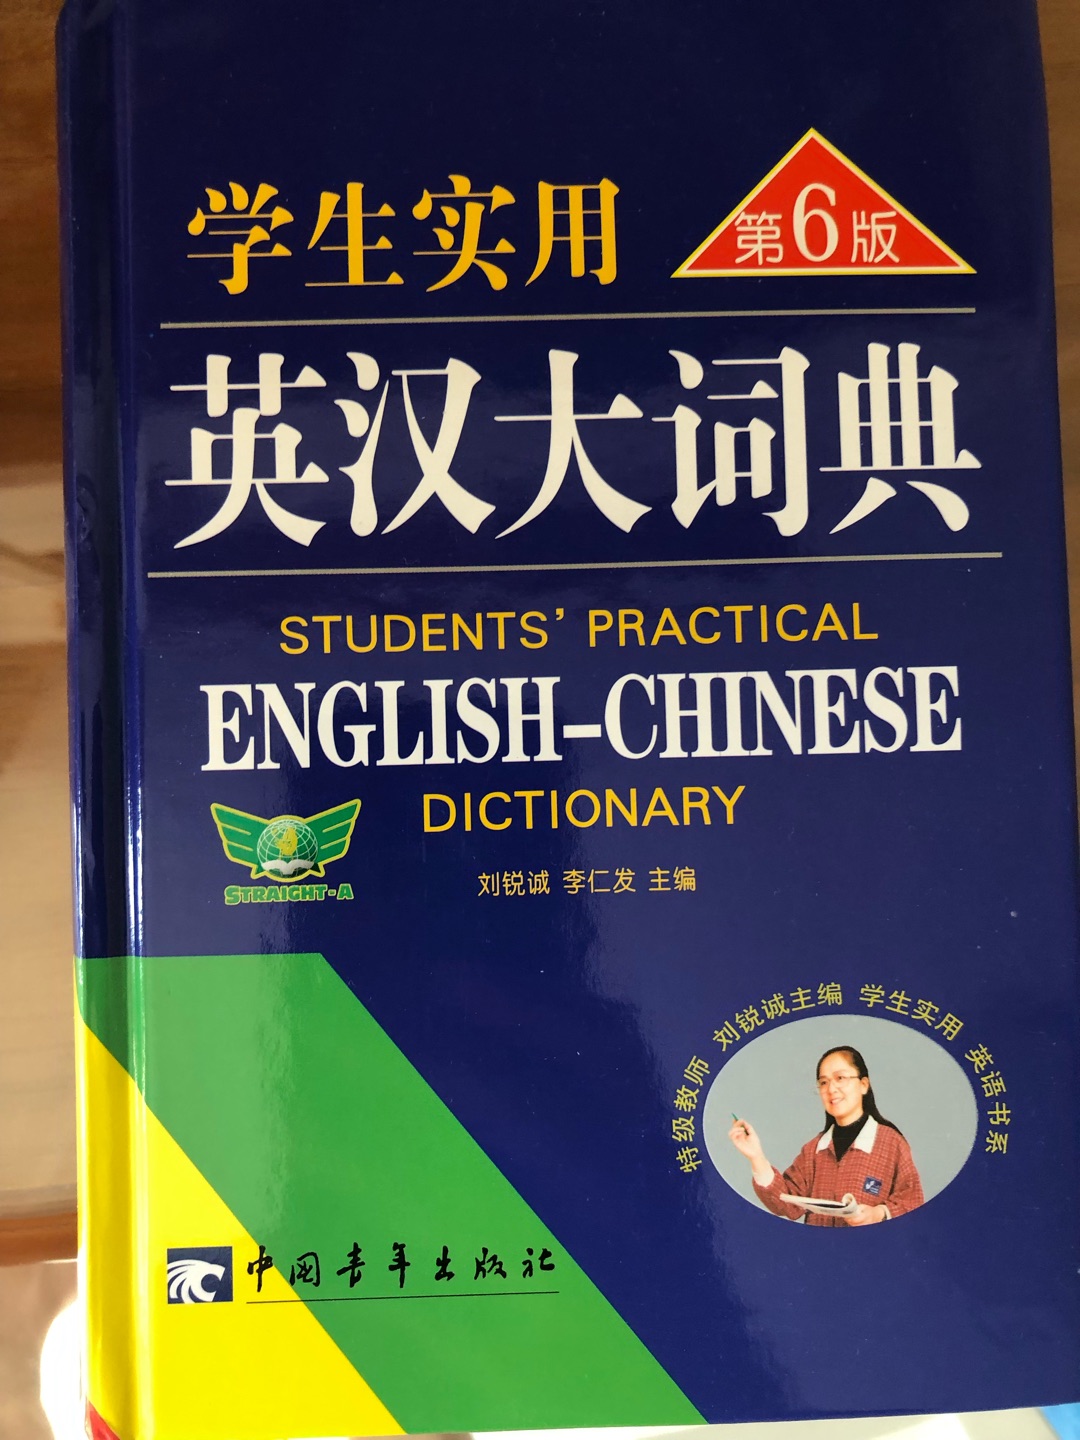 学生实用
第6版
英汉大词典
STUDENTS' PRACTICAL
ENGLISH-CHINESE
DICTIONARY
STRAIGHT-A
刘锐诚 李仁发 主编
特级教师 刘锐诚主编 学生实用 英语书系
中国青年出版社